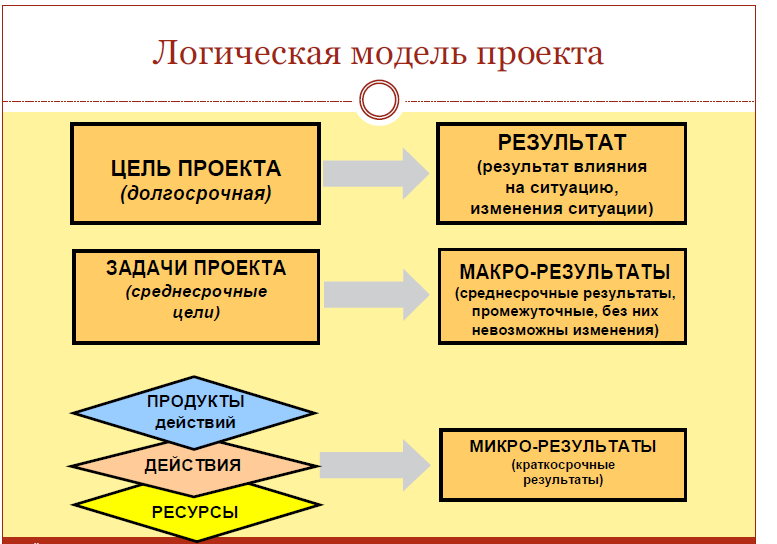 Логическая модель проекта
ЦЕЛЬ ПРОЕКТА
(долгосрочная)
РЕЗУЛЬТАТ
(результат влияния
на ситуацию,
изменения ситуации)
ЗАДАЧИ ПРОЕКТА
(среднесрочные
цели)
МАКРО-РЕЗУЛЬТАТЫ
(среднесрочные результаты,
промежуточные, без них
невозможны изменения)
ПРОДУКТЫ
действий
ДЕЙСТВИЯ
РЕСУРСЫ
МИКРО-РЕЗУЛЬТАТЫ
(краткосрочные
результаты)